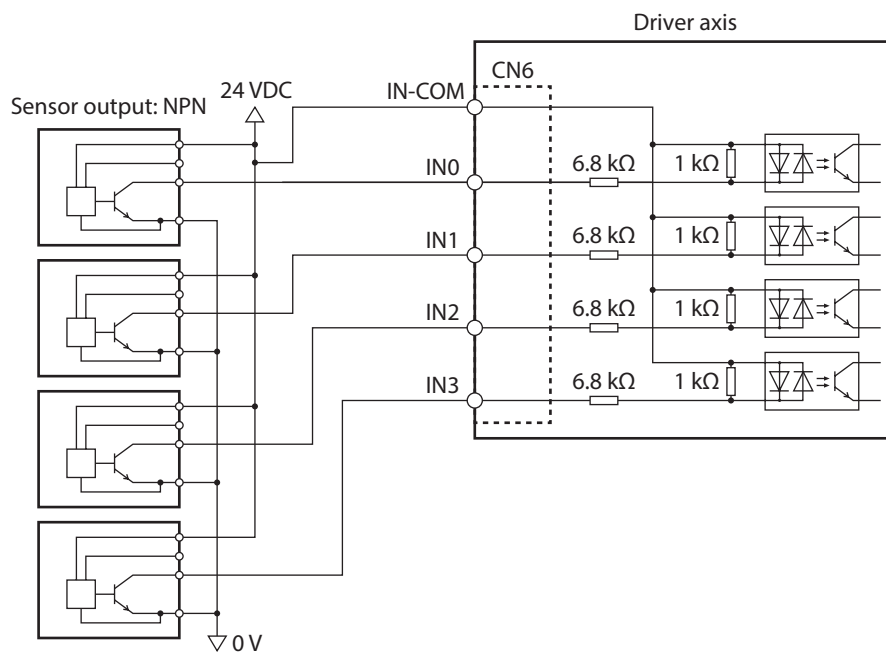 Driver axis
CN6
24 VDC
IN-COM
Sensor output: NPN
IN0
6.8 kΩ
1 kΩ
IN1
6.8 kΩ
1 kΩ
IN2
6.8 kΩ
1 kΩ
IN3
6.8 kΩ
1 kΩ
0 V